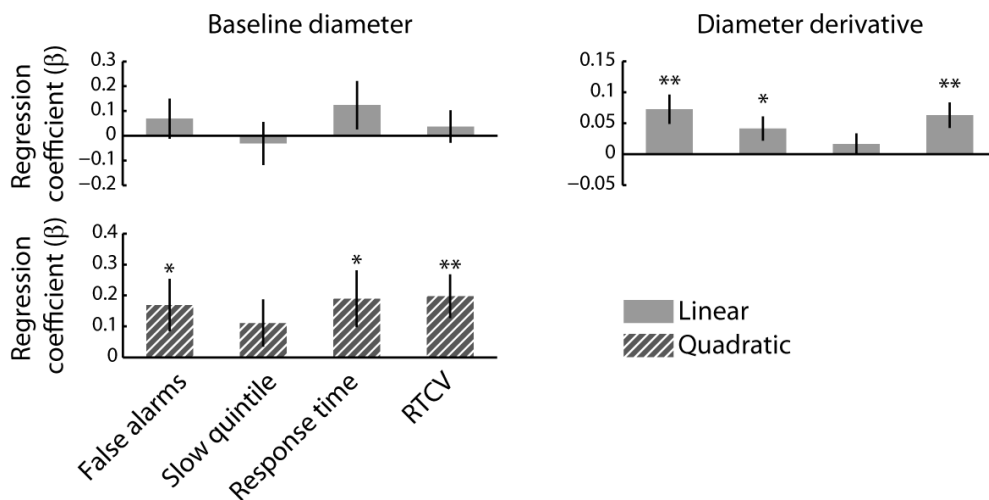 Baseline diameter
Diameter derivative
Regression
coefficient (β)
0.3
0.2
0.1
0
−0.1
−0.2
0.15
0.1
0.05
0
−0.05
**
*
**
Regression
coefficient (β)
0.4
0.3
0.2
0.1
0
*
*
**
Linear
Quadratic
False alarms
Slow quintile
Response time
RTCV